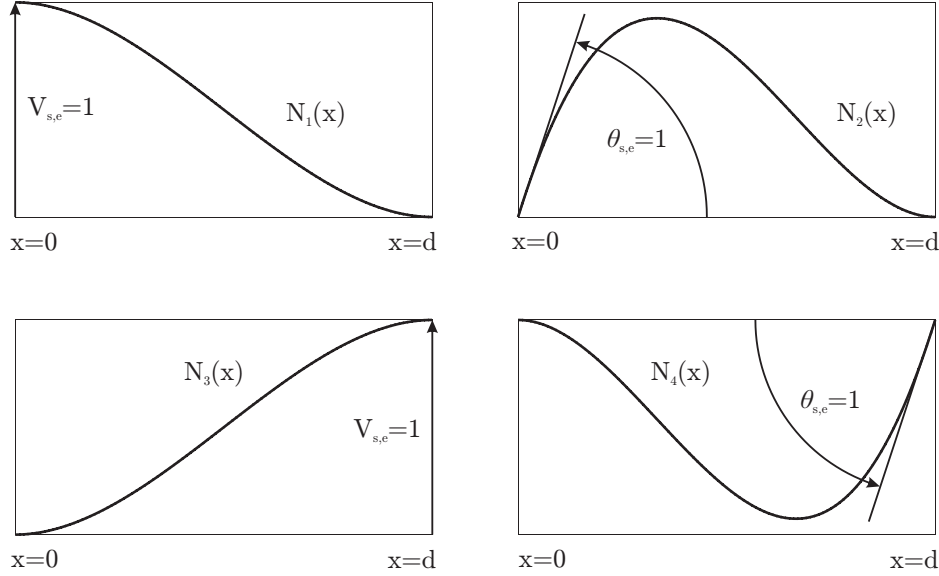 V_{s,e}=1
N_1(x)
x=0
x=d
θ_{s,e}=1
N_2(x)
x=0
x=d
N_3(x)
V_{s,e}=1
x=0
x=d
N_4(x)
θ_{s,e}=1
x=0
x=d